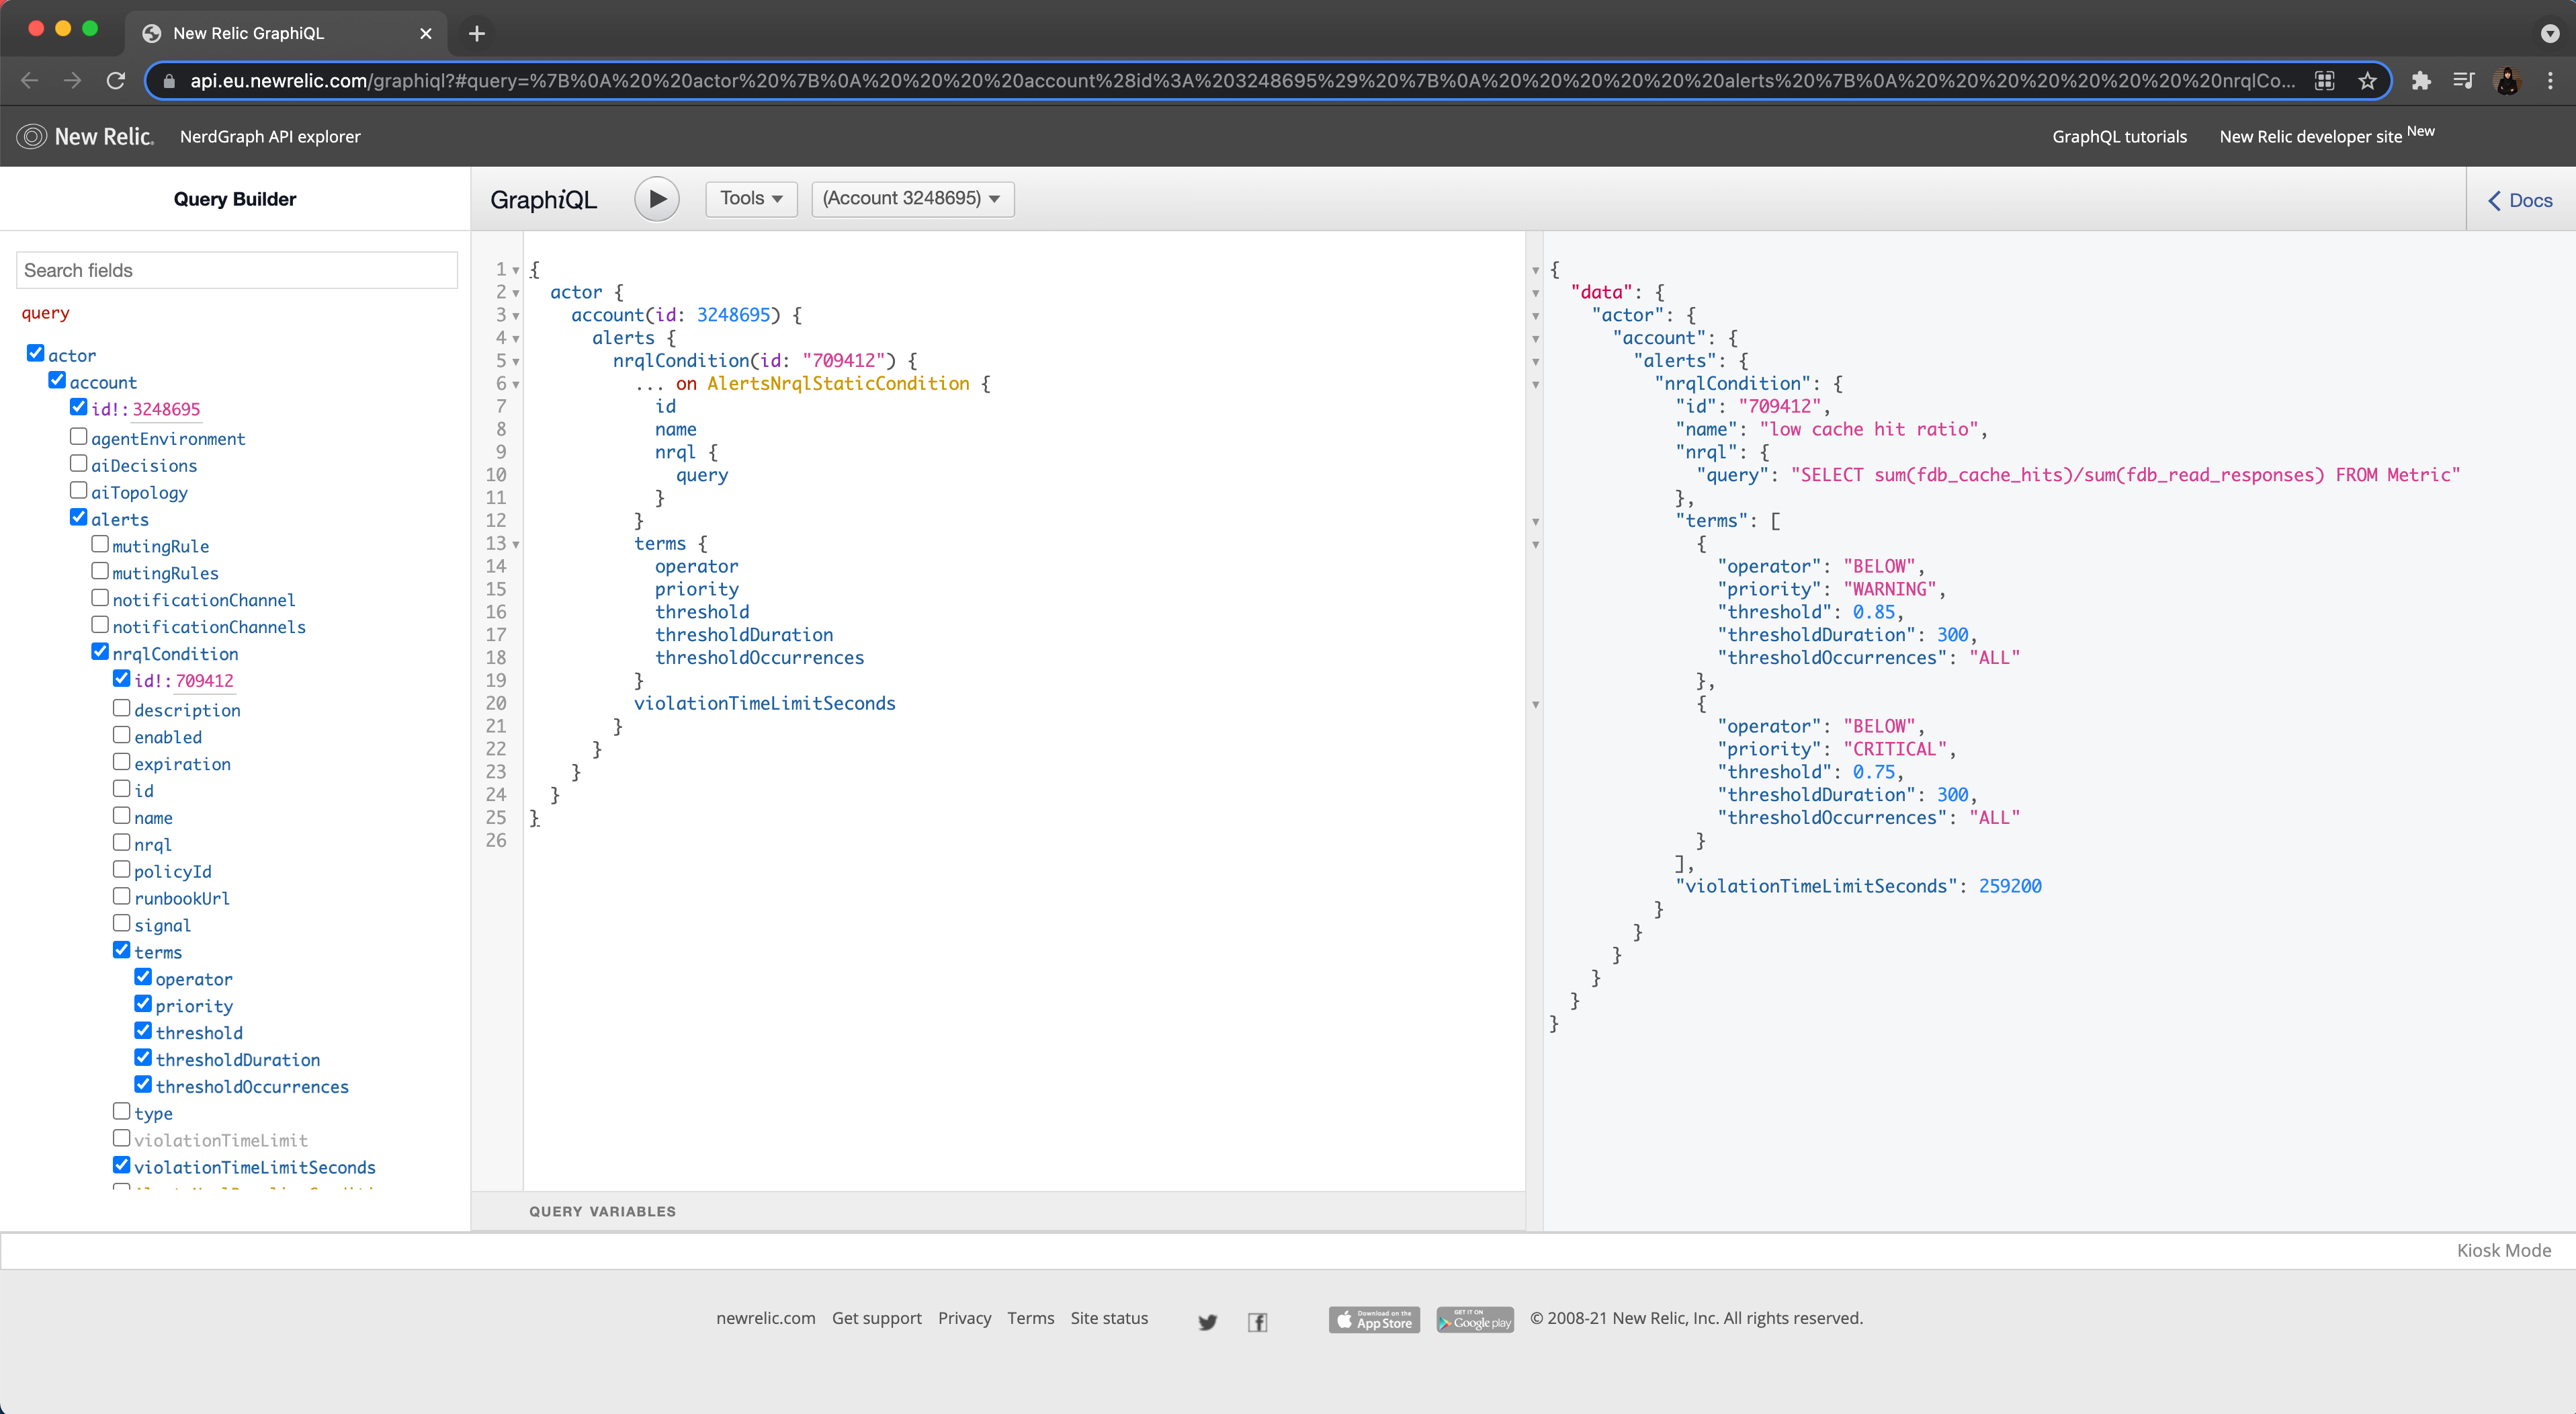 New Relic GraphiQL
api.eu.newrelic.com/graphiql?#query=%7B%0A%20%20actor%20%7B%0A%20%20%20%20account%28id%3A%203248695%29%20%7B%0A%20%20%20%20%20%20alerts%20%7B%0A%20%20%20%20%20%20%20%20nrqlCo...
New Relic. NerdGraph API explorer GraphQL tutorials New Relic developer site New
Query Builder
GraphiQL Tools (Account 3248695) Docs
Search fields
query
actor
account
id!: 3248695
agentEnvironment
aiDecisions
aiTopology
alerts
mutingRule
mutingRules
notificationChannel
notificationChannels
nrqlCondition
id!: 709412
description
enabled
expiration
id
name
nrql
policyId
runbookUrl
signal
terms
operator
priority
threshold
thresholdDuration
thresholdOccurrences
type
violationTimeLimit
violationTimeLimitSeconds
1 {
2 actor {
3 account(id: 3248695) {
4 alerts {
5 nrqlCondition(id: "709412") {
6 ... on AlertsNrqlStaticCondition {
7 id
8 name
9 nrql {
10 query
11 }
12 }
13 terms {
14 operator
15 priority
16 threshold
17 thresholdDuration
18 thresholdOccurrences
19 }
20 violationTimeLimitSeconds
21 }
22 }
23 }
24 }
25 }
26
QUERY VARIABLES
{
"data": {
"actor": {
"account": {
"alerts": {
"nrqlCondition": {
"id": "709412",
"name": "low cache hit ratio",
"nrql": {
"query": "SELECT sum(fdb_cache_hits)/sum(fdb_read_responses) FROM Metric"
},
"terms": [
{
"operator": "BELOW",
"priority": "WARNING",
"threshold": 0.85,
"thresholdDuration": 300,
"thresholdOccurrences": "ALL"
},
{
"operator": "BELOW",
"priority": "CRITICAL",
"threshold": 0.75,
"thresholdDuration": 300,
"thresholdOccurrences": "ALL"
}
],
"violationTimeLimitSeconds": 259200
}
}
}
}
}
}
Kiosk Mode
newrelic.com Get support Privacy Terms Site status Download on the App Store GET IT ON Google play © 2008-21 New Relic, Inc. All rights reserved.